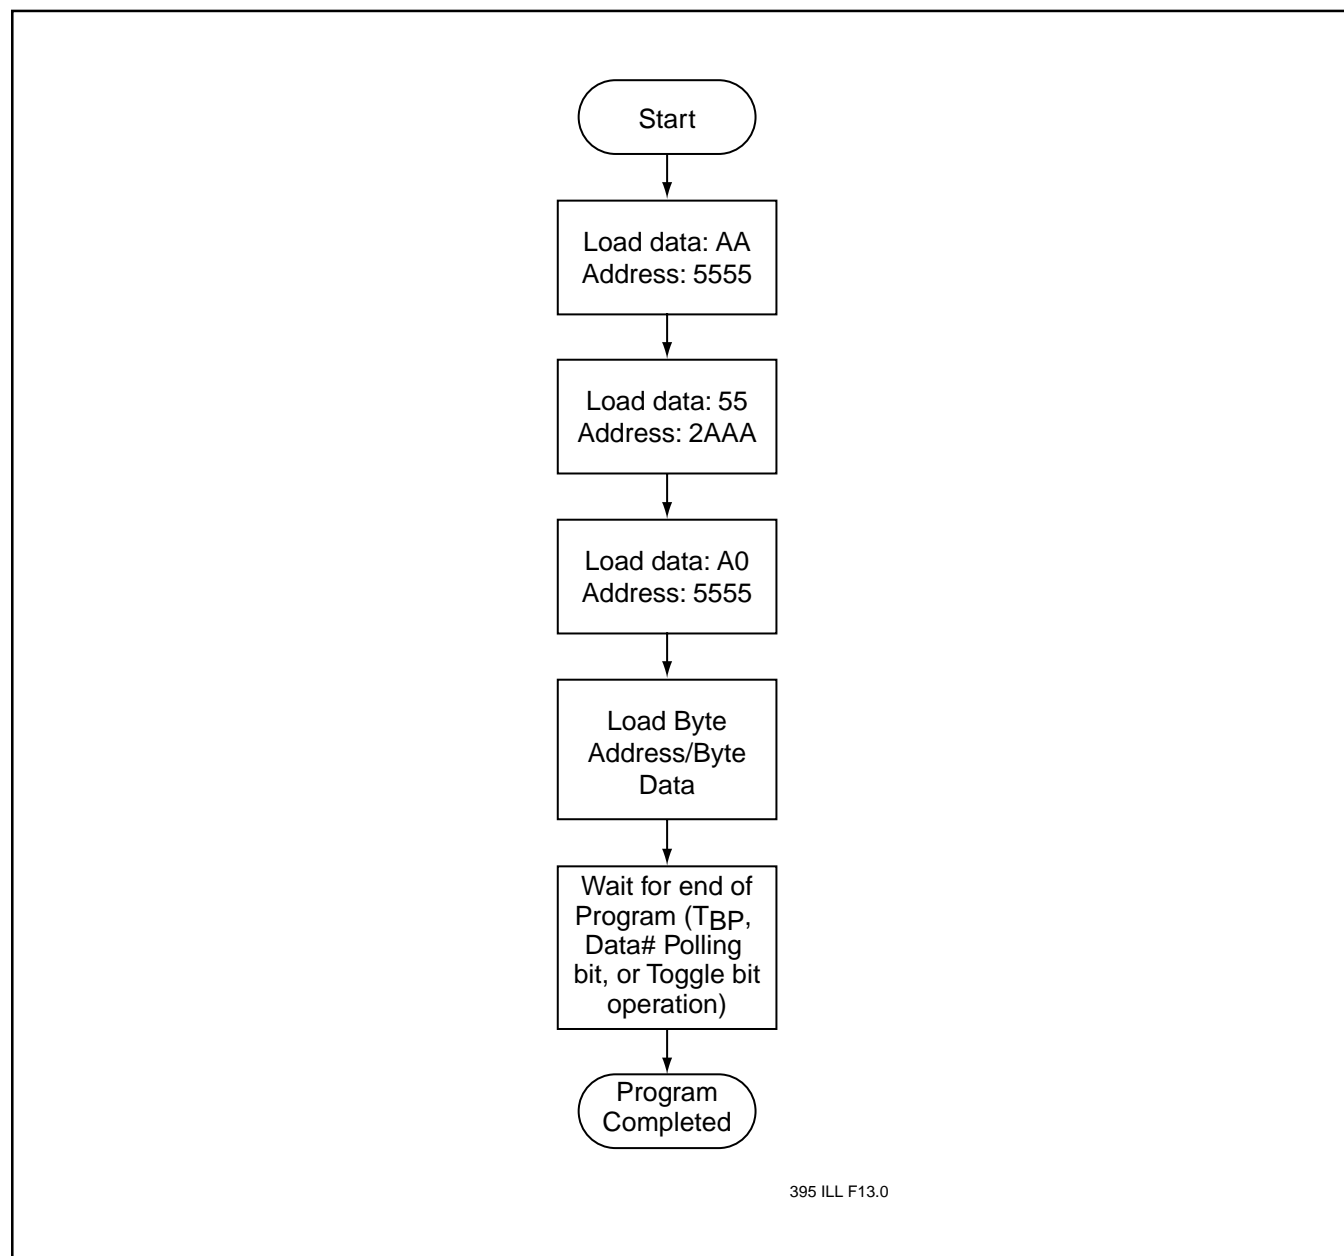 Start
Load data: AA
Address: 5555
Load data: 55
Address: 2AAA
Load data: A0
Address: 5555
Load Byte
Address/Byte
Data
Wait for end of
Program (TBP,
Data# Polling
bit, or Toggle bit
operation)
Program
Completed
395 ILL F13.0